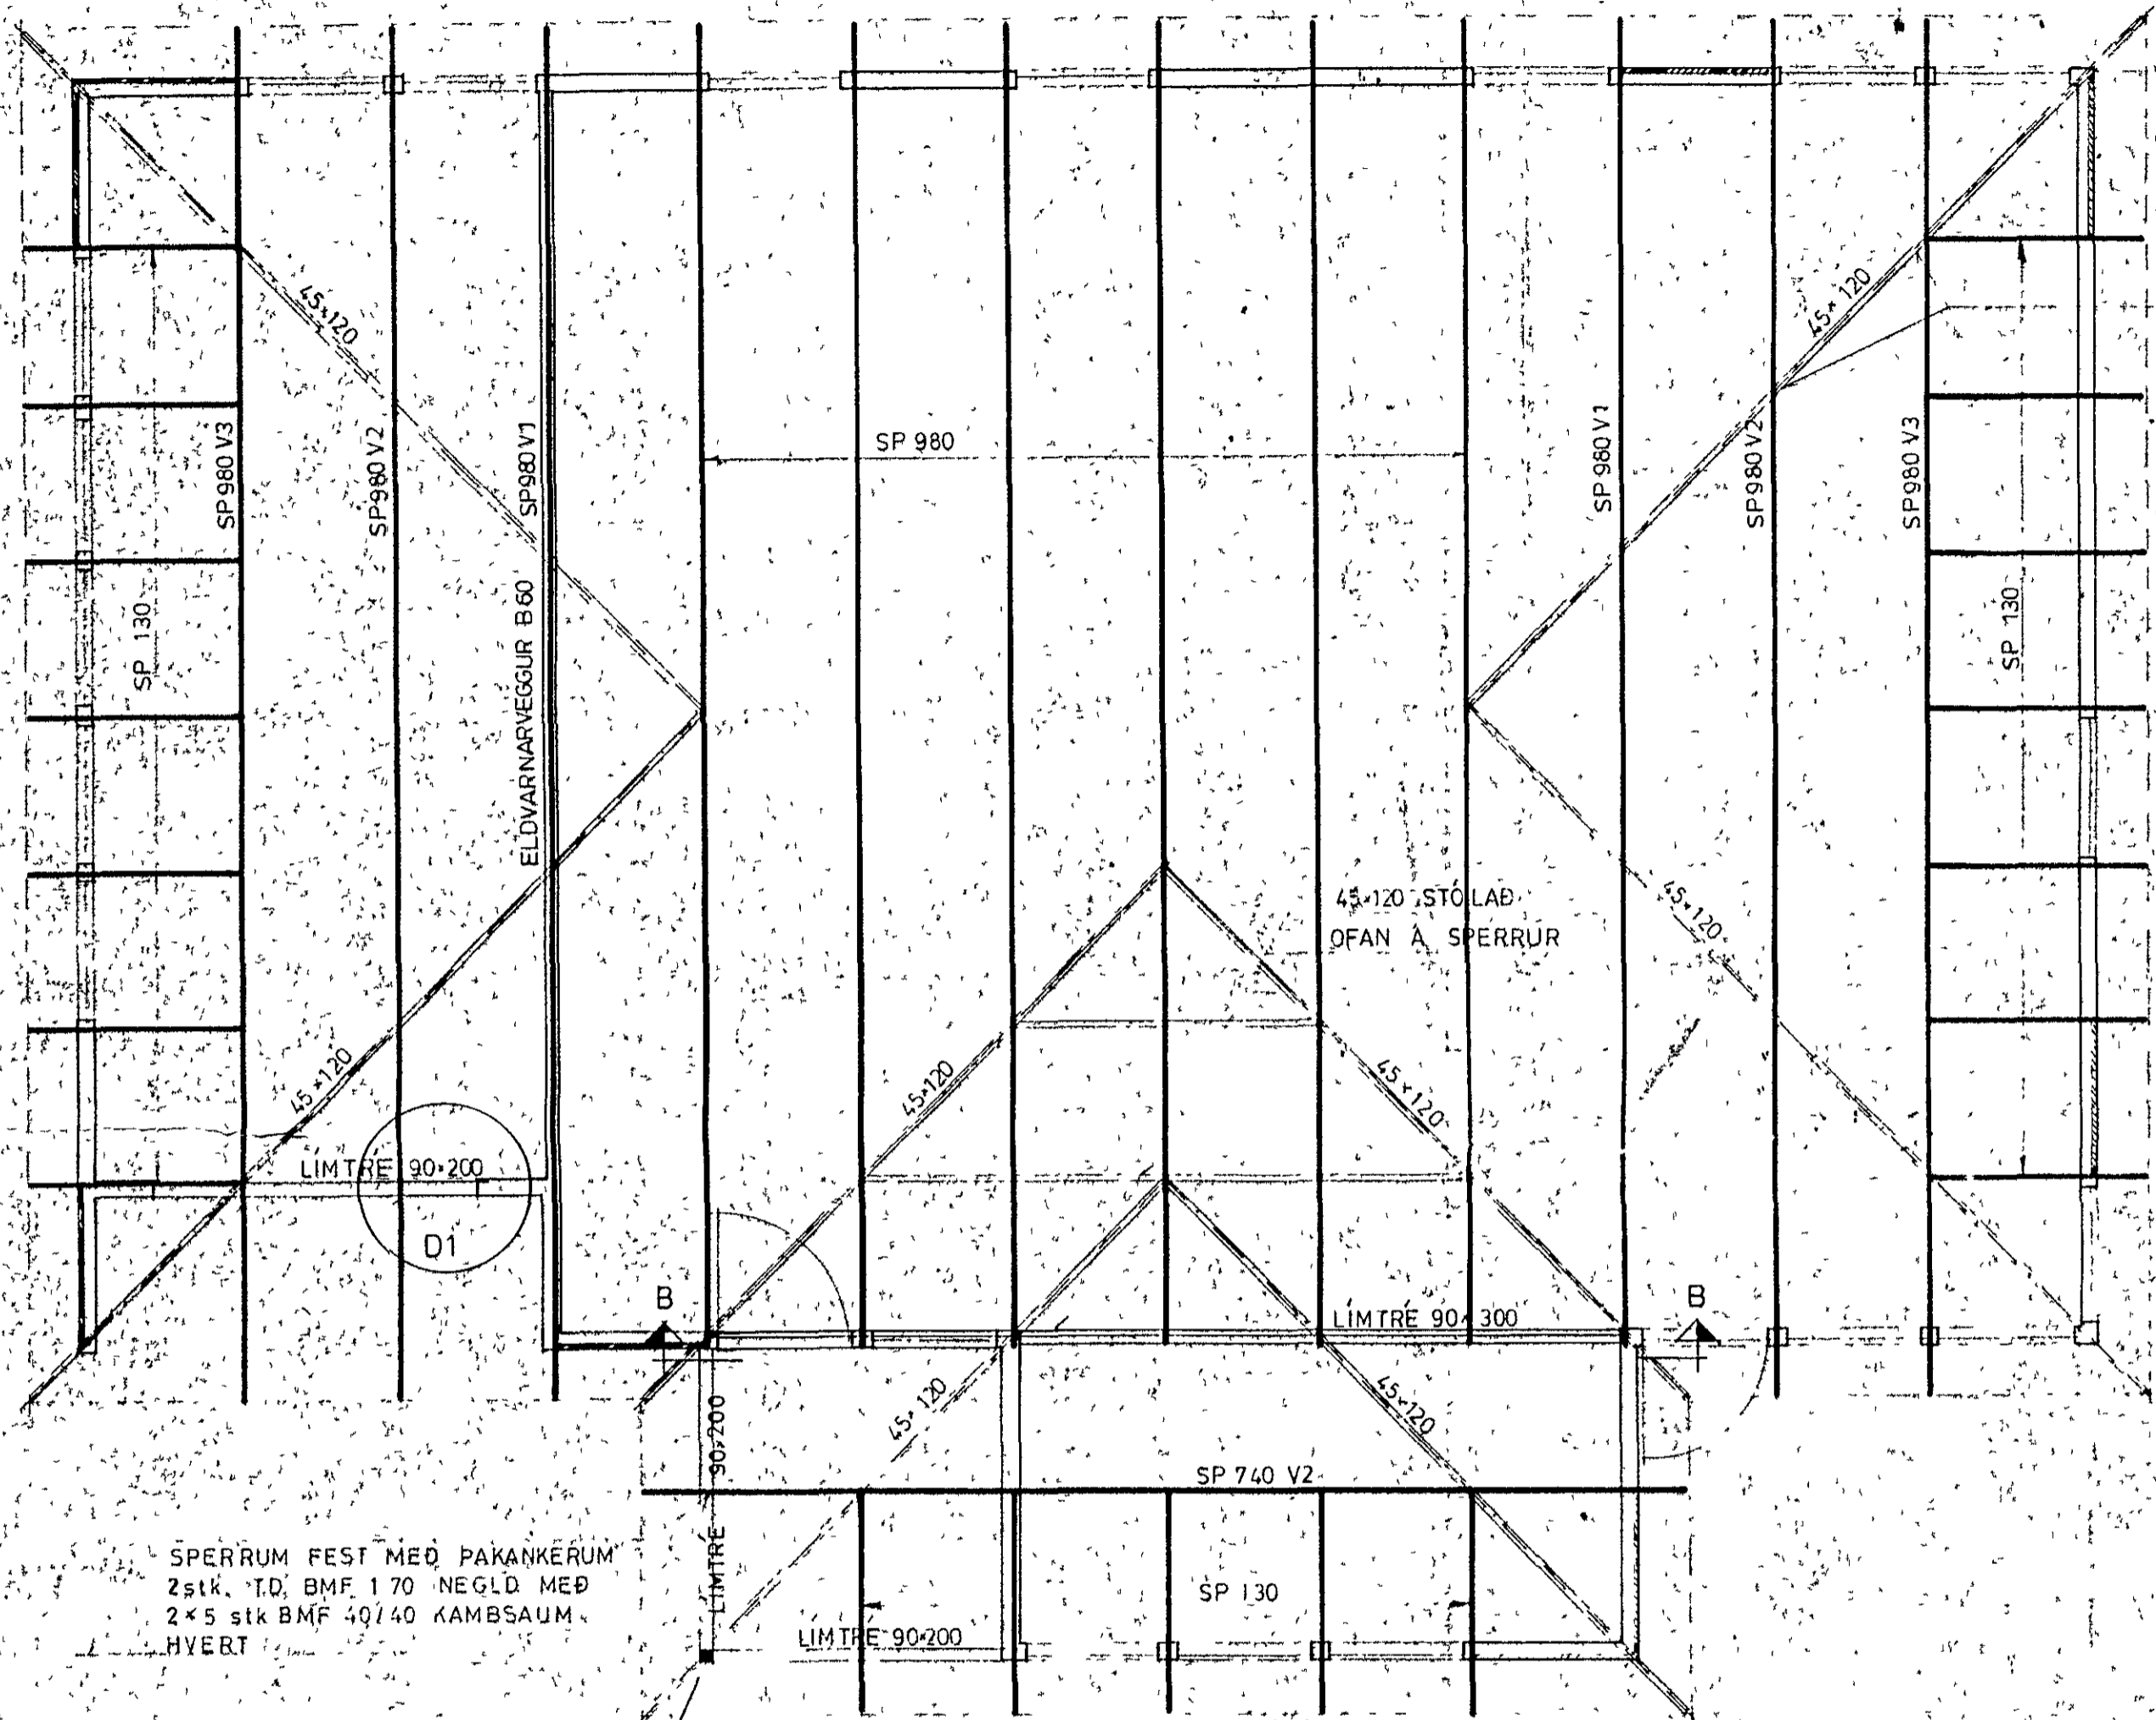 45×120
45×120
SP 980
SP980 V3
SP980 V2
SP980 V1
SP 980 V1
SP980 V2
SP980 V3
SP 130
ELDVARNARVEGGUR B 60
SP 130
45×120 STÓLAÐ
OFAN Á SPERRUR
45×120
45×120
45×120
45×120
LÍMTRÉ 90×200
D1
B
B
LÍMTRÉ 90×300
45×120
45×120
LÍMTRÉ 90×200
SP 740 V2
SPERRUM FEST MEÐ ÞAKANKERUM
2stk. T.D. BMF 170 NEGLD MEÐ
2×5 stk BMF 40/40 KAMBSAUM
HVERT
SP 130
LÍMTRÉ 90×200